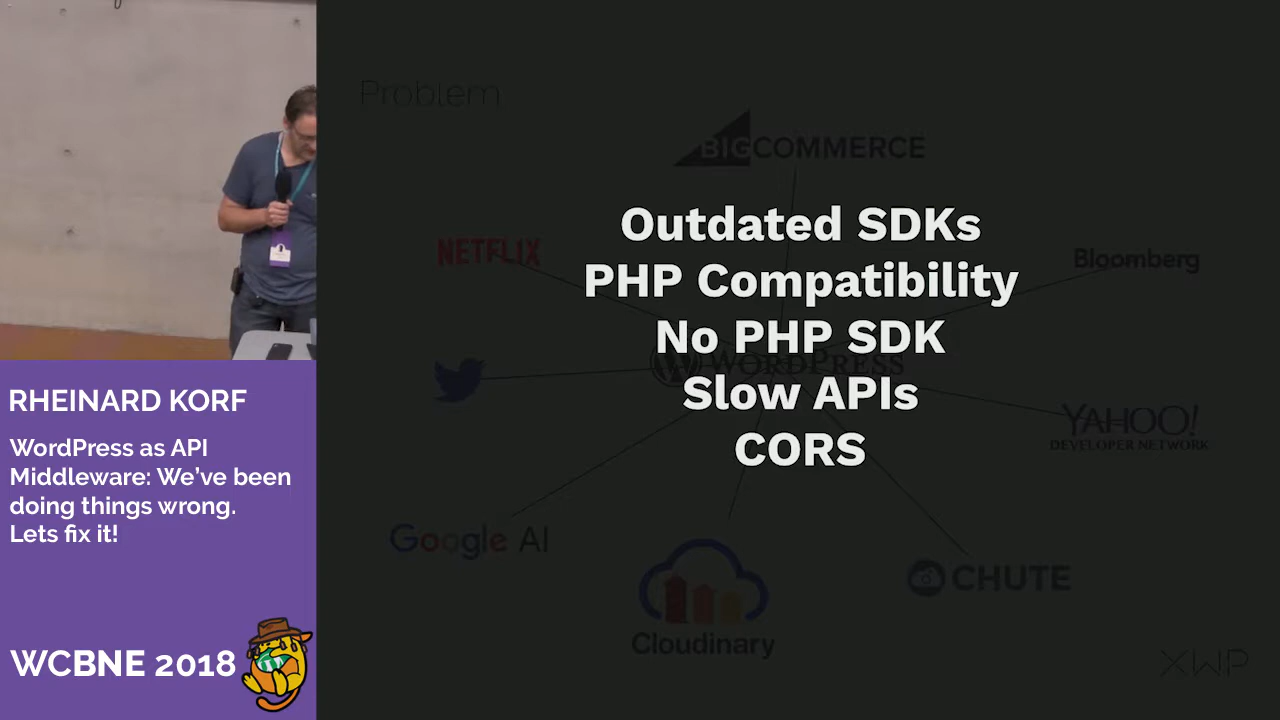 Problem
BIGCOMMERCE
Outdated SDKs
NETFLIX
PHP Compatibility
Bloomberg
No PHP SDK
WORDPRESS
Slow APIs
YAHOO!
DEVELOPER NETWORK
CORS
Google AI
CHUTE
Cloudinary
XWP
RHEINARD KORF
WordPress as API
Middleware: We’ve been
doing things wrong.
Lets fix it!
WCBNE 2018